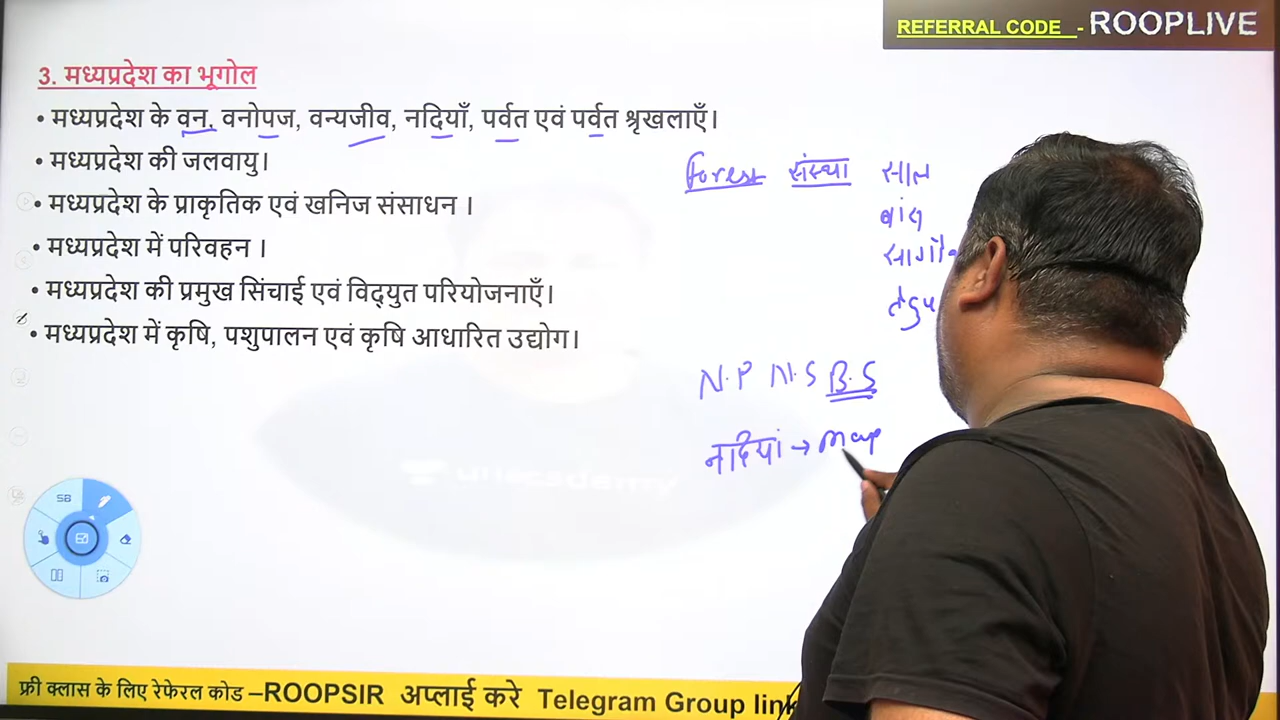 REFERRAL CODE - ROOPLIVE
3. मध्यप्रदेश का भूगोल
• मध्यप्रदेश के वन, वनोपज, वन्यजीव, नदियाँ, पर्वत एवं पर्वत श्रृखलाएँ।
• मध्यप्रदेश की जलवायु।
• मध्यप्रदेश के प्राकृतिक एवं खनिज संसाधन ।
• मध्यप्रदेश में परिवहन ।
• मध्यप्रदेश की प्रमुख सिंचाई एवं विद्युत परियोजनाएँ।
• मध्यप्रदेश में कृषि, पशुपालन एवं कृषि आधारित उद्योग।
Forest संस्था साल
बांस
N.P N.S B.S
नदियां → map
unacademy
SB
फ्री क्लास के लिए रेफेरल कोड –ROOPSIR अप्लाई करे Telegram Group link